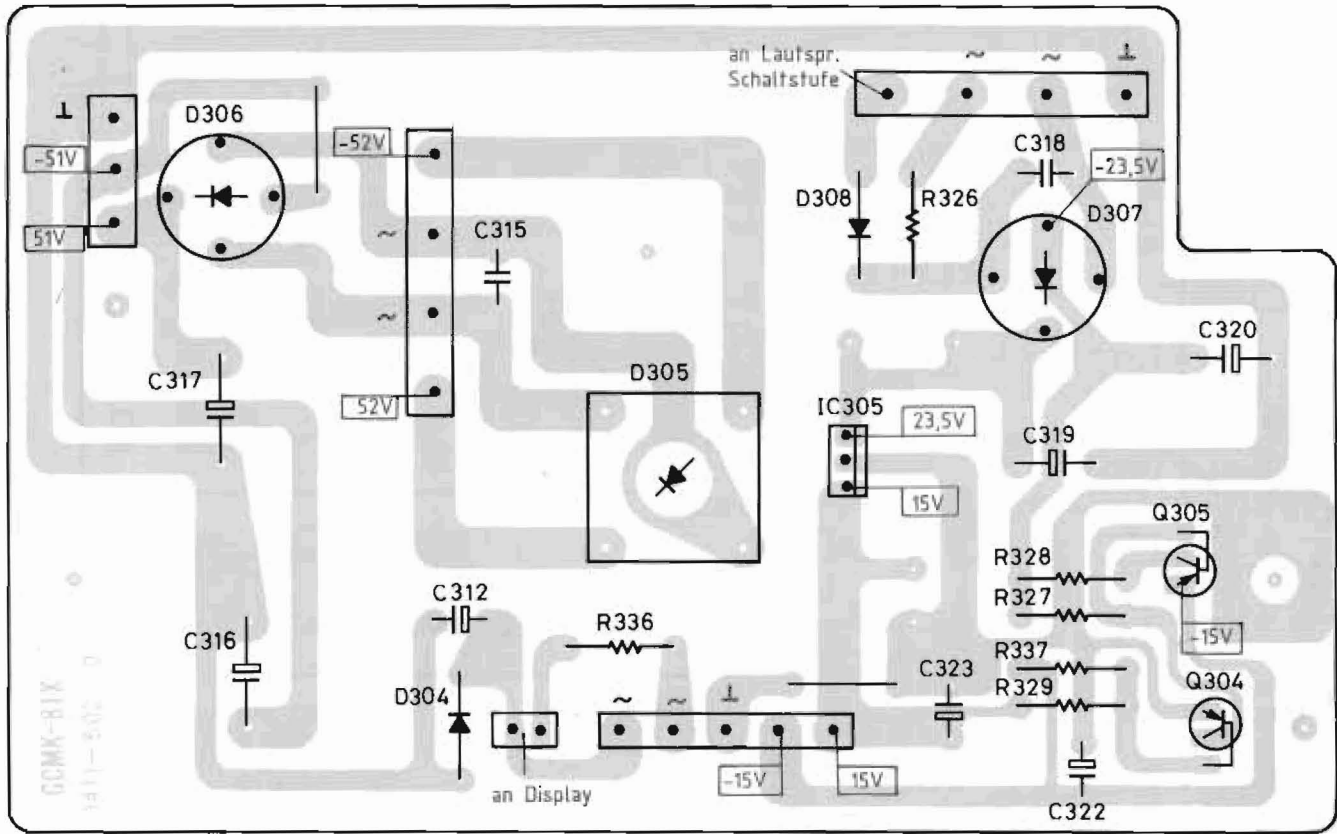 an Lautspr.
Schaltstufe
~
~
⊥
⊥
D306
-51V
51V
-52V
~
~
52V
C315
C318
-23,5V
D308
R326
D307
C320
C317
D305
IC305
23,5V
C319
15V
Q305
R328
C312
R327
R336
-15V
C316
R337
C323
D304
~
~
⊥
R329
Q304
-15V
15V
an Display
C322
GCMK-81X